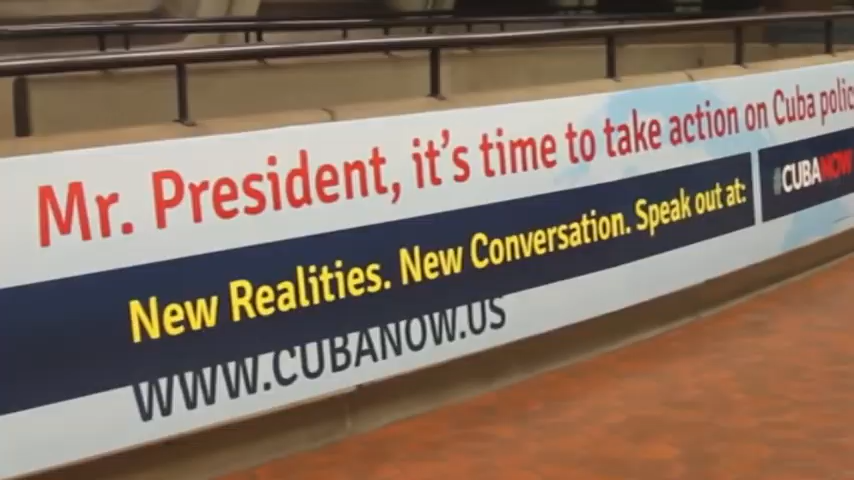 Mr. President, it's time to take action on Cuba
New Realities. New Conversation. Speak out at:
#CUBANOW
WWW.CUBANOW.US